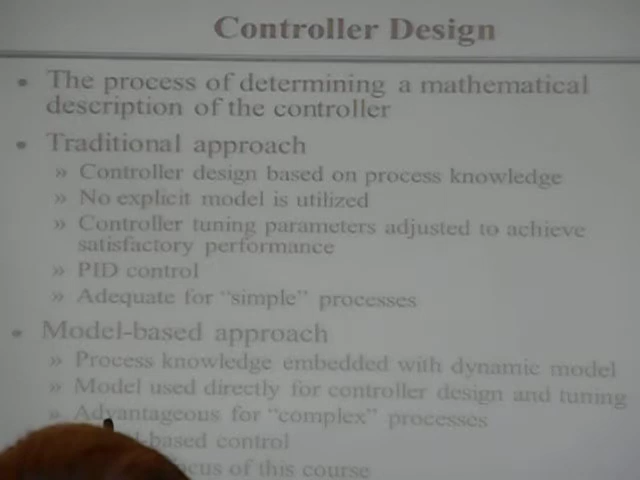 Controller Design
• The process of determining a mathematical
description of the controller
• Traditional approach
» Controller design based on process knowledge
» No explicit model is utilized
» Controller tuning parameters adjusted to achieve
satisfactory performance
» PID control
» Adequate for “simple” processes
• Model-based approach
» Process knowledge embedded with dynamic model
» Model used directly for controller design and tuning
» Advantageous for “complex” processes
-based control
of this course